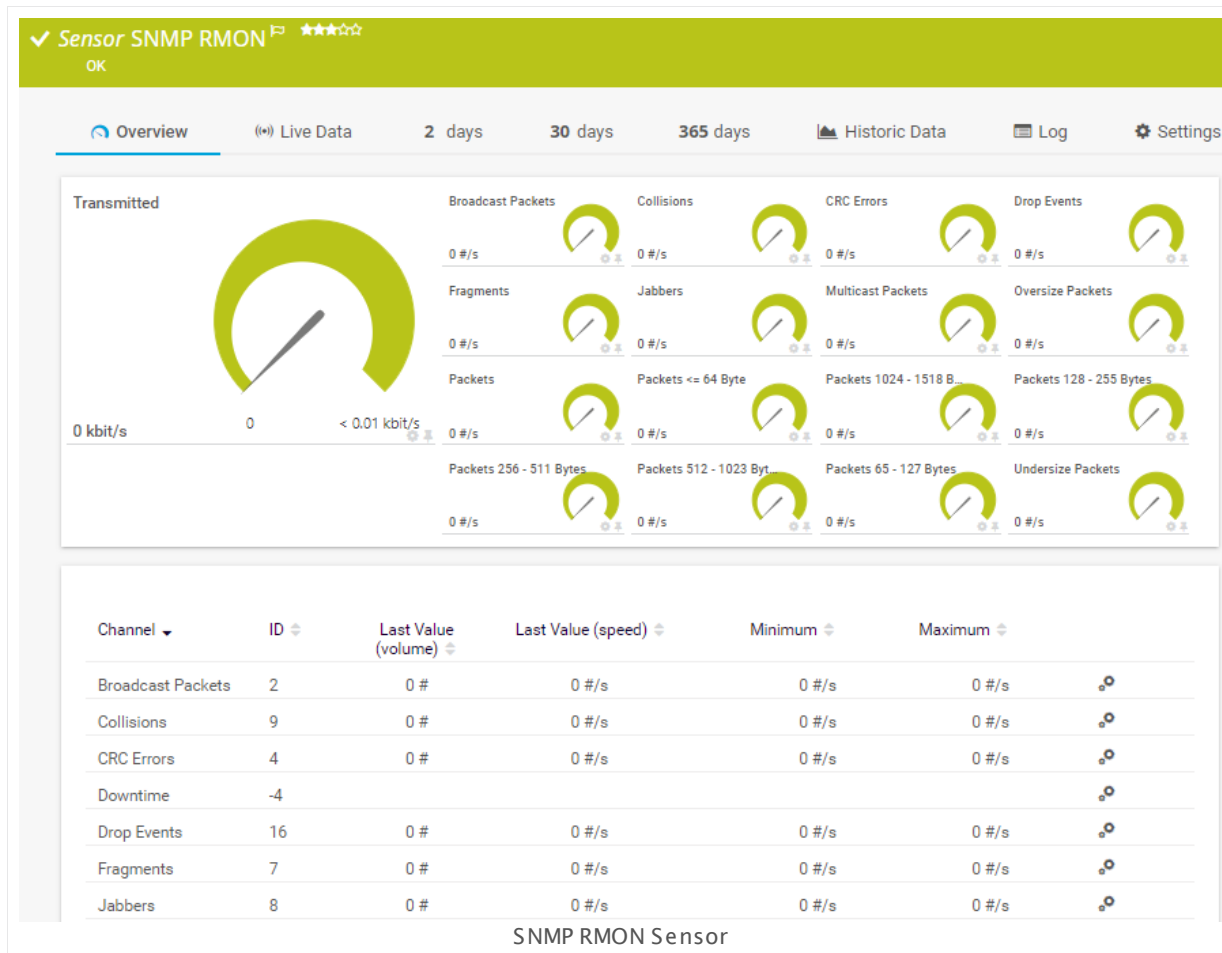 Sensor SNMP RMON
OK
Overview Live Data 2 days 30 days 365 days Historic Data Log Settings
Transmitted
0 kbit/s
0
< 0.01 kbit/s
Broadcast Packets
0 #/s
Collisions
0 #/s
CRC Errors
0 #/s
Drop Events
0 #/s
Fragments
0 #/s
Jabbers
0 #/s
Multicast Packets
0 #/s
Oversize Packets
0 #/s
Packets
0 #/s
Packets <= 64 Byte
0 #/s
Packets 1024 - 1518 B...
0 #/s
Packets 128 - 255 Bytes
0 #/s
Packets 256 - 511 Bytes
0 #/s
Packets 512 - 1023 Byt...
0 #/s
Packets 65 - 127 Bytes
0 #/s
Undersize Packets
0 #/s
Channel ID Last Value (volume) Last Value (speed) Minimum Maximum
Broadcast Packets 2 0 # 0 #/s 0 #/s 0 #/s
Collisions 9 0 # 0 #/s 0 #/s 0 #/s
CRC Errors 4 0 # 0 #/s 0 #/s 0 #/s
Downtime -4
Drop Events 16 0 # 0 #/s 0 #/s 0 #/s
Fragments 7 0 # 0 #/s 0 #/s 0 #/s
Jabbers 8 0 # 0 #/s 0 #/s 0 #/s
SNMP RMON Sensor